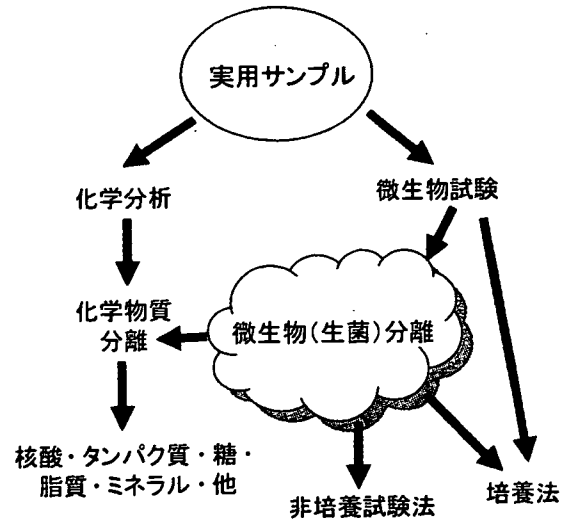 実用サンプル
化学分析
微生物試験
化学物質
分離
微生物(生菌)分離
核酸・タンパク質・糖・
脂質・ミネラル・他
非培養試験法
培養法